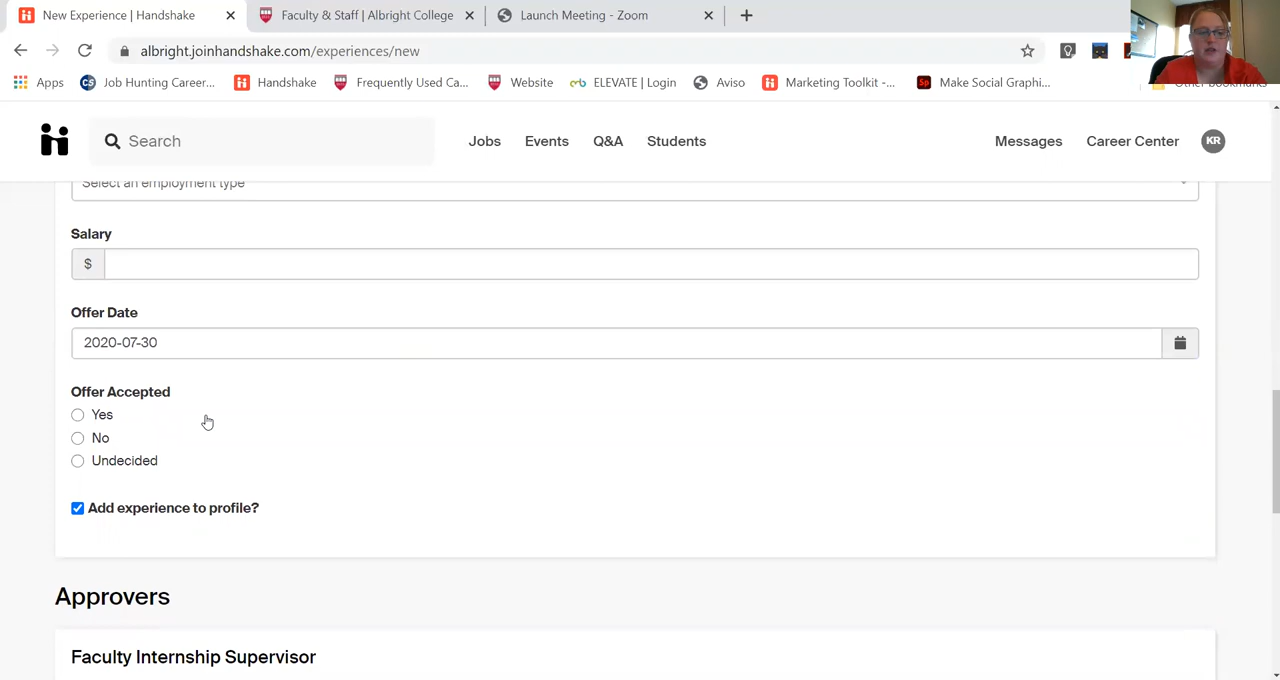 New Experience | Handshake
Faculty & Staff | Albright College
Launch Meeting - Zoom
albright.joinhandshake.com/experiences/new
Apps
Job Hunting Career...
Handshake
Frequently Used Ca...
Website
ELEVATE | Login
Aviso
Marketing Toolkit -...
Make Social Graphi...
Other bookmarks
Search
Jobs
Events
Q&A
Students
Messages
Career Center
KR
Select an employment type
Salary
$
Offer Date
2020-07-30
Offer Accepted
Yes
No
Undecided
Add experience to profile?
Approvers
Faculty Internship Supervisor